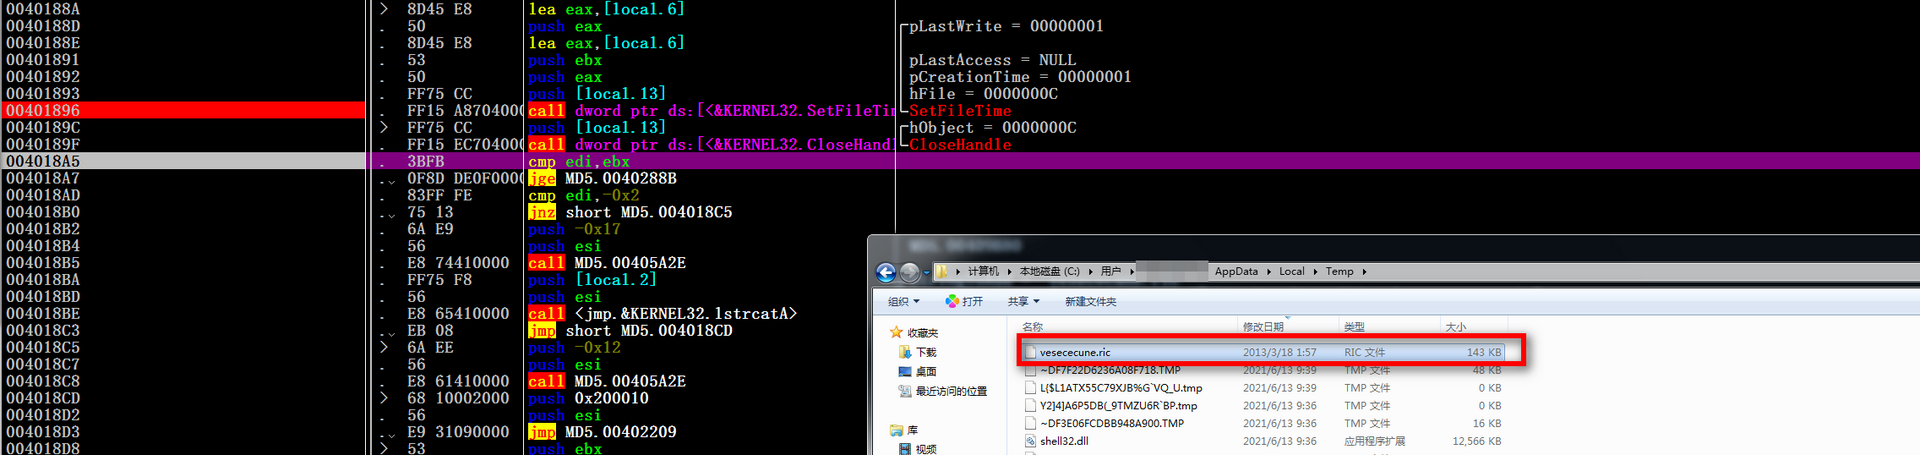 0040188A > 8D45 E8 lea eax,[local.6]
0040188D . 50 push eax pLastWrite = 00000001
0040188E . 8D45 E8 lea eax,[local.6]
00401891 . 53 push ebx pLastAccess = NULL
00401892 . 50 push eax pCreationTime = 00000001
00401893 . FF75 CC push [local.13] hFile = 0000000C
00401896 . FF15 A8704000 call dword ptr ds:[<&KERNEL32.SetFileTim SetFileTime
0040189C > FF75 CC push [local.13] hObject = 0000000C
0040189F . FF15 EC704000 call dword ptr ds:[<&KERNEL32.CloseHandl CloseHandle
004018A5 . 3BFB cmp edi,ebx
004018A7 . 0F8D DE0F0000 jge MD5.0040288B
004018AD . 83FF FE cmp edi,-0x2
004018B0 . 75 13 jnz short MD5.004018C5
004018B2 . 6A E9 push -0x17
004018B4 . 56 push esi
004018B5 . E8 74410000 call MD5.00405A2E
004018BA . FF75 F8 push [local.2]
004018BD . 56 push esi
004018BE . E8 65410000 call <jmp.&KERNEL32.lstrcatA>
004018C3 . EB 08 jmp short MD5.004018CD
004018C5 > 6A EE push -0x12
004018C7 . 56 push esi
004018C8 . E8 61410000 call MD5.00405A2E
004018CD > 68 10002000 push 0x200010
004018D2 . 56 push esi
004018D3 . E9 31090000 jmp MD5.00402209
004018D8 > 53 push ebx
计算机 本地磁盘 (C:) 用户 AppData Local Temp
组织 打开 共享 新建文件夹
收藏夹
下载
桌面
最近访问的位置
库
视频
名称 修改日期 类型 大小
vesececune.ric 2013/3/18 1:57 RIC 文件 143 KB
~DF7F22D6236A08F718.TMP 2021/6/13 9:39 TMP 文件 48 KB
L{$L1ATX55C79XJB%G`VQ_U.tmp 2021/6/13 9:39 TMP 文件 0 KB
Y2]4]A6P5DB(_9TMZU6R`BP.tmp 2021/6/13 9:36 TMP 文件 0 KB
~DF3E06FCDBB948A900.TMP 2021/6/13 9:36 TMP 文件 16 KB
shell32.dll 2021/6/13 9:36 应用程序扩展 12,566 KB